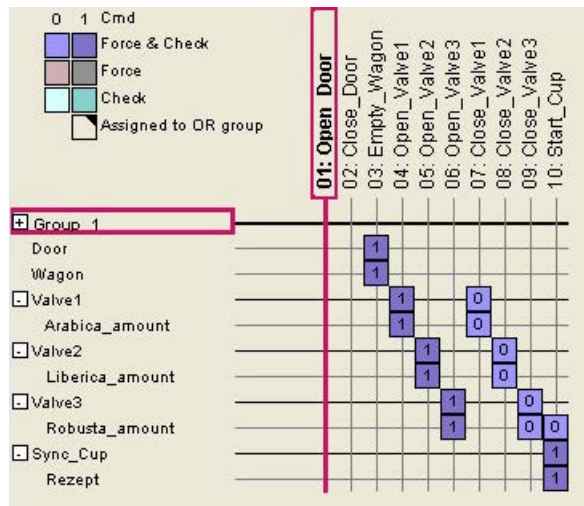 0 1 Cmd
Force & Check
Force
Check
Assigned to OR group
01: Open_Door
02: Close_Door
03: Empty_Wagon
04: Open_Valve1
05: Open_Valve2
06: Open_Valve3
07: Close_Valve1
08: Close_Valve2
09: Close_Valve3
10: Start_Cup
+ Group_1
Door 1
Wagon 1
- Valve1 1 0
Arabica_amount 1 0
- Valve2 1 0
Liberica_amount 1 0
- Valve3 1 0
Robusta_amount 1 0 0
- Sync_Cup 1
Rezept 1